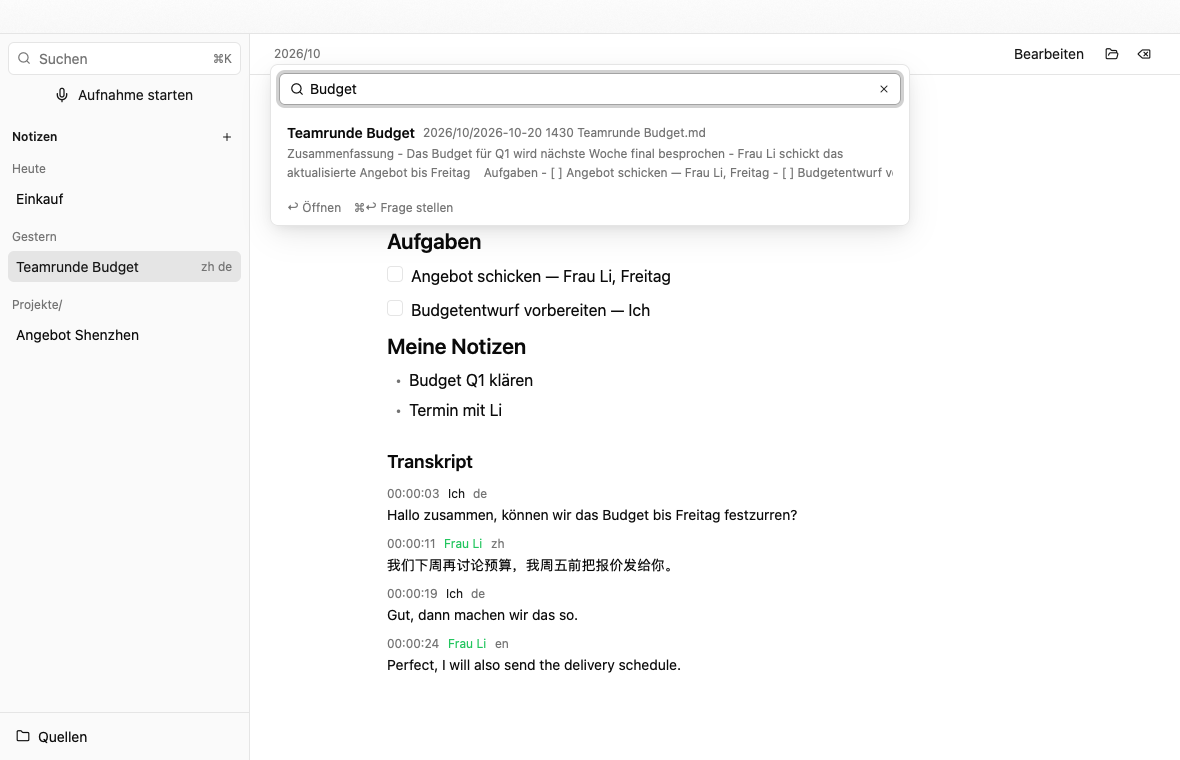 Suchen ⌘K
Aufnahme starten
Notizen +
Heute
Einkauf
Gestern
Teamrunde Budget zh de
Projekte/
Angebot Shenzhen
Quellen
2026/10 Bearbeiten
Budget
Teamrunde Budget 2026/10/2026-10-20 1430 Teamrunde Budget.md
Zusammenfassung - Das Budget für Q1 wird nächste Woche final besprochen - Frau Li schickt das
aktualisierte Angebot bis Freitag Aufgaben - [ ] Angebot schicken — Frau Li, Freitag - [ ] Budgetentwurf
↩ Öffnen ⌘↩ Frage stellen
Aufgaben
Angebot schicken — Frau Li, Freitag
Budgetentwurf vorbereiten — Ich
Meine Notizen
• Budget Q1 klären
• Termin mit Li
Transkript
00:00:03 Ich de
Hallo zusammen, können wir das Budget bis Freitag festzurren?
00:00:11 Frau Li zh
我们下周再讨论预算，我周五前把报价发给你。
00:00:19 Ich de
Gut, dann machen wir das so.
00:00:24 Frau Li en
Perfect, I will also send the delivery schedule.